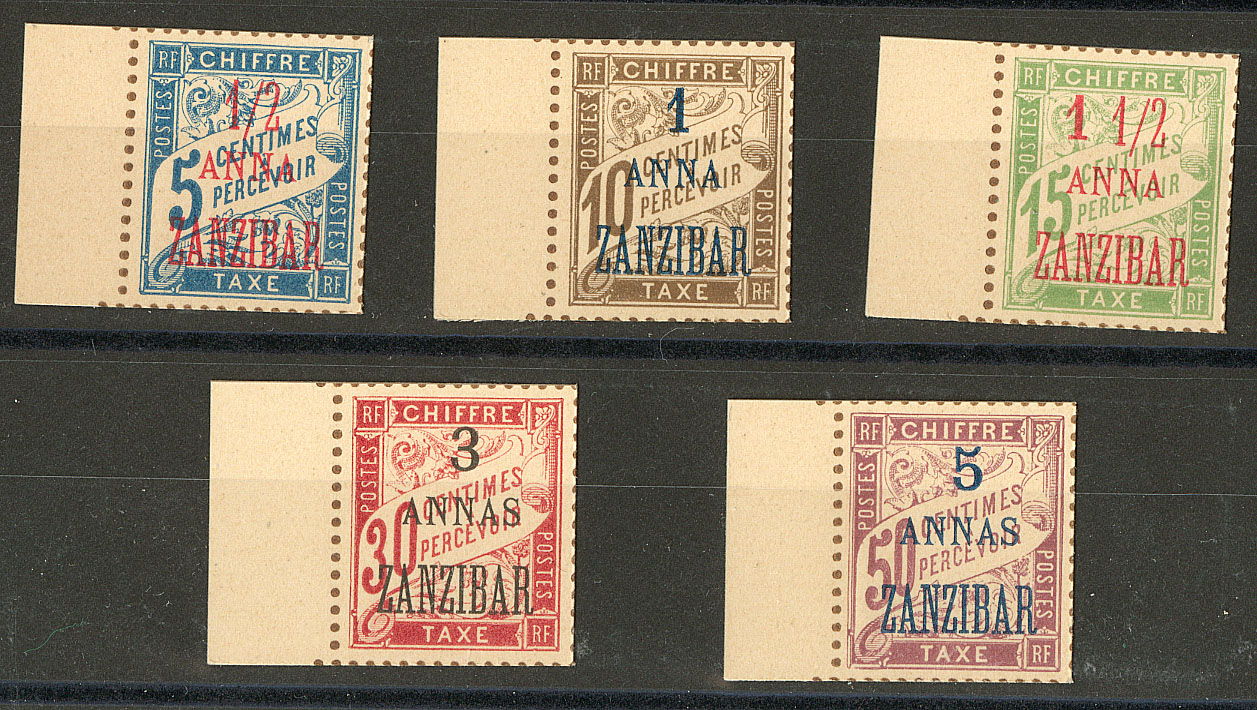 RF CHIFFRE
POSTES
1/2
5 CENTIMES
ANNA
PERCEVOIR
POSTES
ZANZIBAR
TAXE RF
RF CHIFFRE
POSTES
1
10 CENTIMES
ANNA
PERCEVOIR
POSTES
ZANZIBAR
TAXE RF
RF CHIFFRE
POSTES
1 1/2
15 CENTIMES
ANNA
PERCEVOIR
POSTES
ZANZIBAR
TAXE RF
RF CHIFFRE
POSTES
3
30 CENTIMES
ANNAS
PERCEVOIR
POSTES
ZANZIBAR
TAXE RF
RF CHIFFRE
POSTES
5
50 CENTIMES
ANNAS
PERCEVOIR
POSTES
ZANZIBAR
TAXE RF